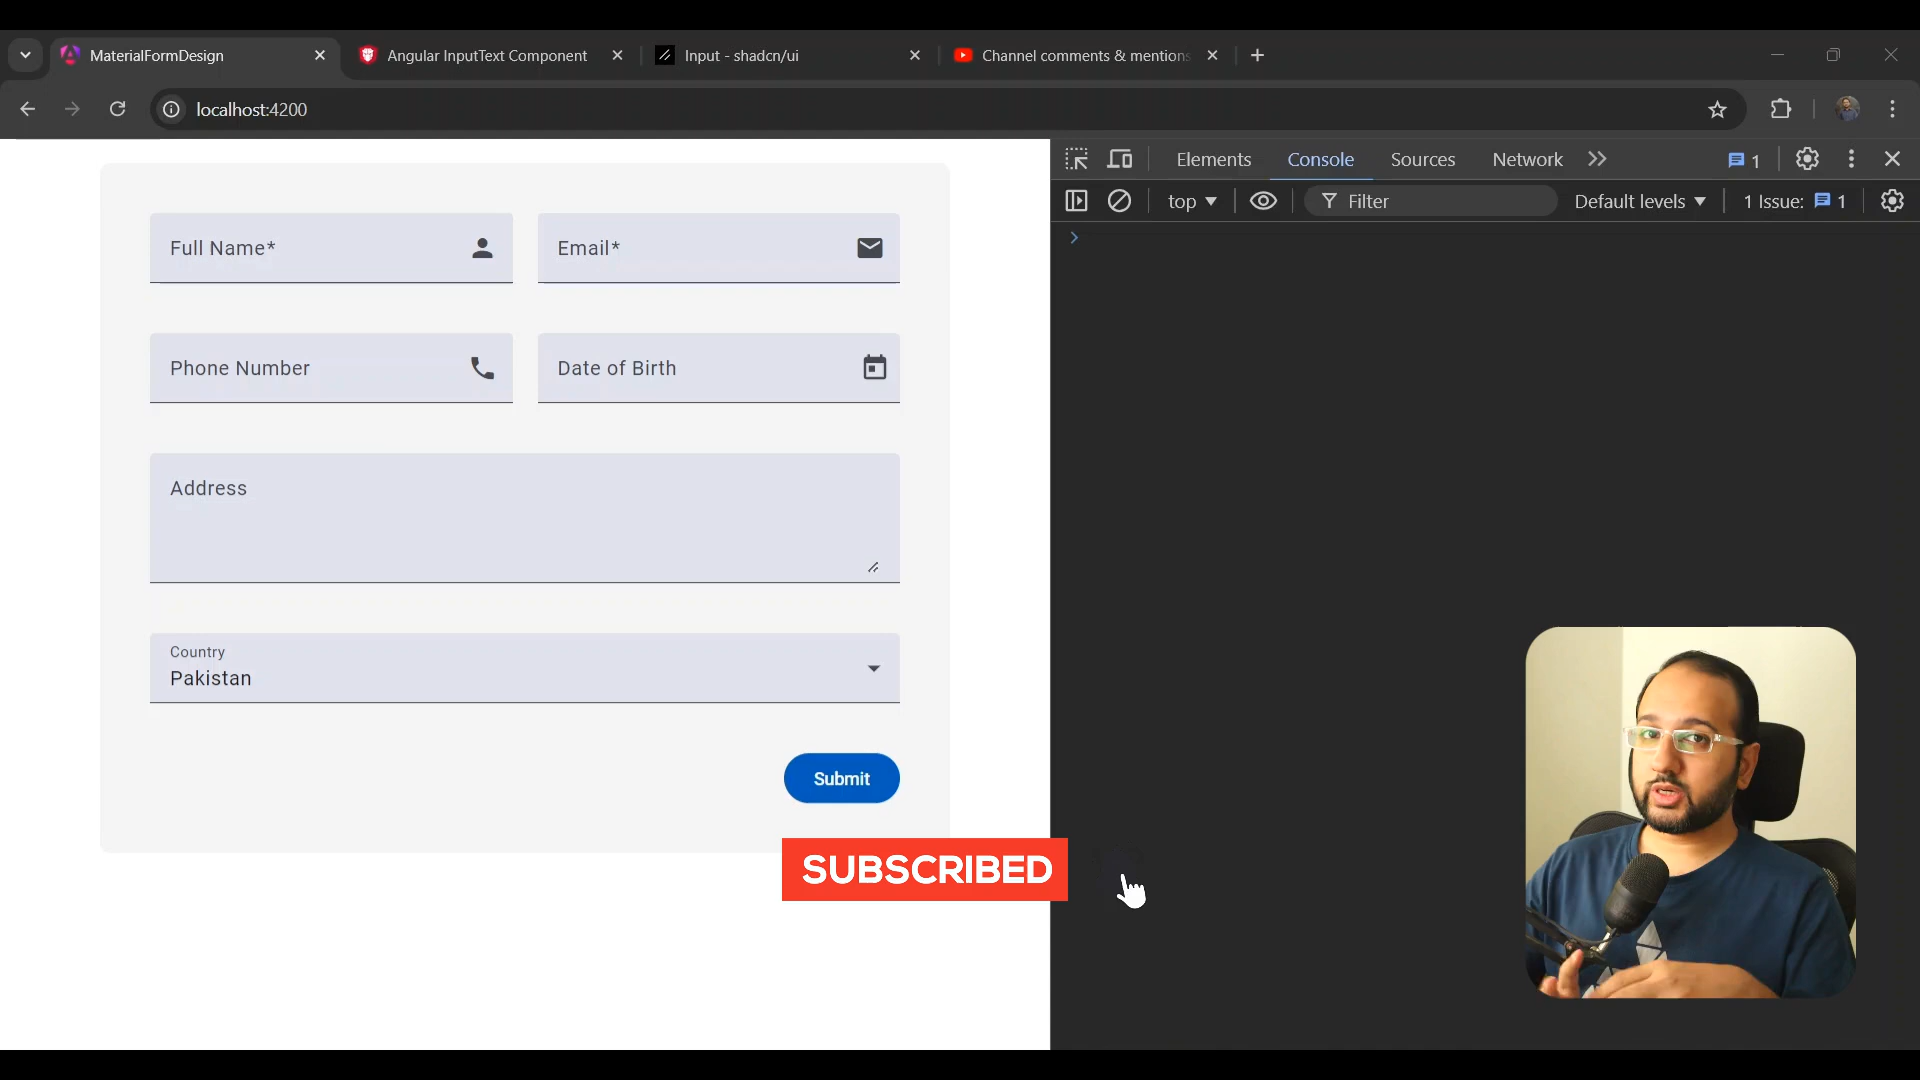 MaterialFormDesign
Angular InputText Component
Input - shadcn/ui
Channel comments & mentions
localhost:4200
Elements
Console
Sources
Network
1
top
Filter
Default levels
1 Issue: 1
Full Name*
Email*
Phone Number
Date of Birth
Address
Country
Pakistan
Submit
SUBSCRIBED